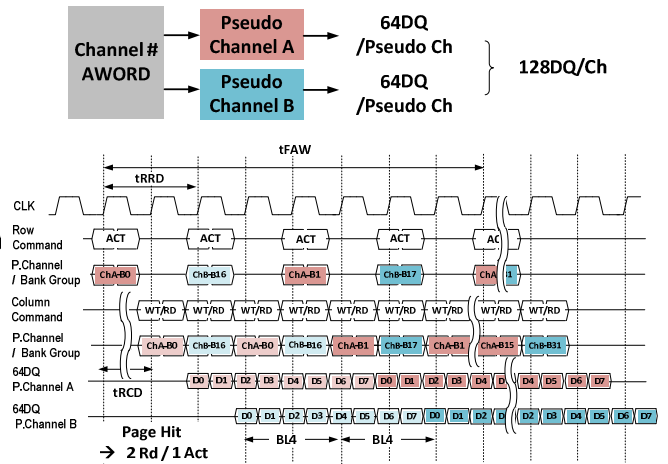 Channel #
AWORD
Pseudo
Channel A
64DQ
/Pseudo Ch
Pseudo
Channel B
64DQ
/Pseudo Ch
128DQ/Ch
tFAW
tRRD
CLK
Row
Command
ACT ACT ACT ACT
P.Channel
/ Bank Group
ChA-B0 ChB-B16 ChA-B1 ChB-B17
Column
Command
WT/RD WT/RD WT/RD WT/RD WT/RD WT/RD WT/RD WT/RD WT/RD
P.Channel
/ Bank Group
ChA-B0 ChB-B16 ChA-B0 ChB-B16 ChA-B1 ChB-B17 ChA-B1 ChA-B15 ChB-B31
64DQ
P.Channel A
D0 D1 D2 D3 D4 D5 D6 D7 D0 D1 D2 D3 D4 D4 D5 D6 D7
tRCD
64DQ
P.Channel B
D0 D1 D2 D3 D4 D5 D6 D7 D0 D1 D2 D2 D3 D4 D5 D6 D7
Page Hit
→ 2 Rd / 1 Act
BL4 BL4